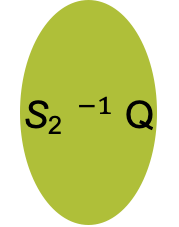 S₂ ⁻¹ Q